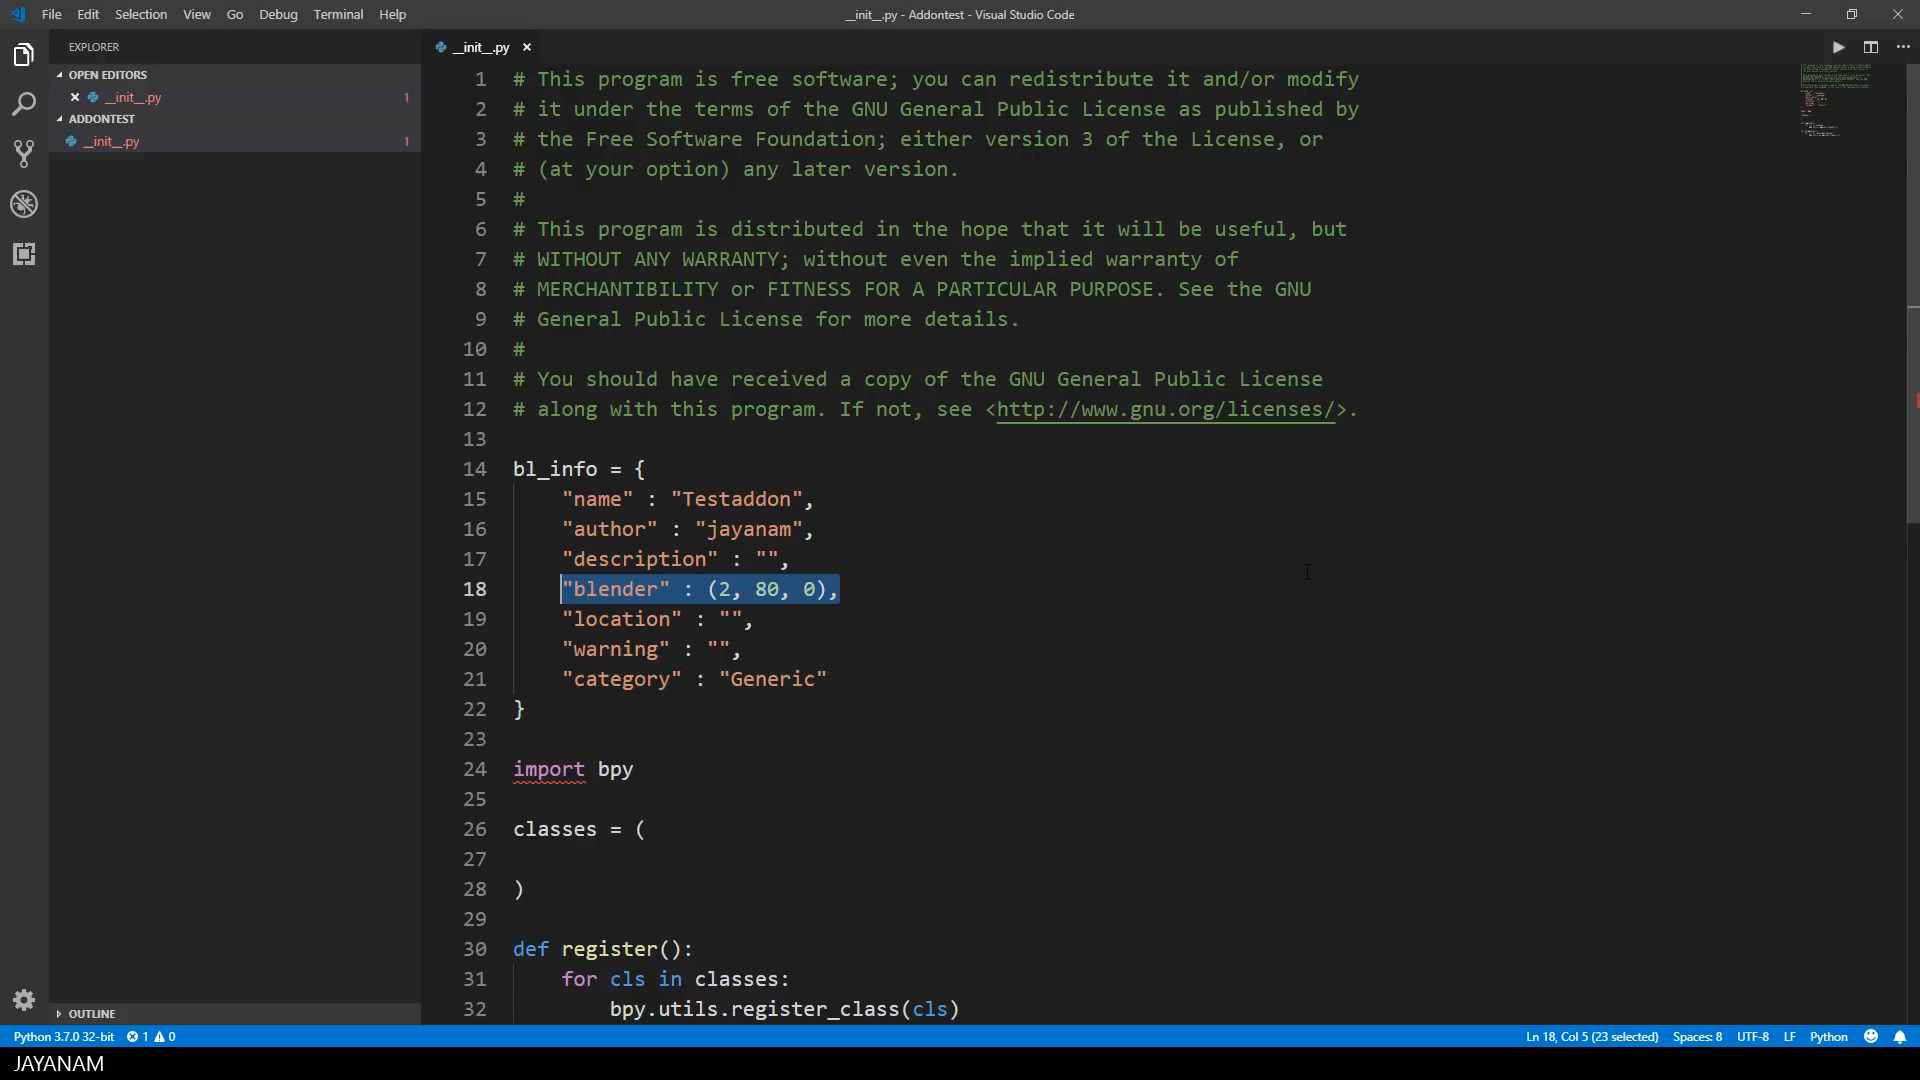 File Edit Selection View Go Debug Terminal Help
__init__.py - Addontest - Visual Studio Code
EXPLORER
OPEN EDITORS
__init__.py 1
ADDONTEST
__init__.py 1
OUTLINE
__init__.py
1 # This program is free software; you can redistribute it and/or modify
2 # it under the terms of the GNU General Public License as published by
3 # the Free Software Foundation; either version 3 of the License, or
4 # (at your option) any later version.
5 #
6 # This program is distributed in the hope that it will be useful, but
7 # WITHOUT ANY WARRANTY; without even the implied warranty of
8 # MERCHANTIBILITY or FITNESS FOR A PARTICULAR PURPOSE. See the GNU
9 # General Public License for more details.
10 #
11 # You should have received a copy of the GNU General Public License
12 # along with this program. If not, see <http://www.gnu.org/licenses/>.
13
14 bl_info = {
15 "name" : "Testaddon",
16 "author" : "jayanam",
17 "description" : "",
18 "blender" : (2, 80, 0),
19 "location" : "",
20 "warning" : "",
21 "category" : "Generic"
22 }
23
24 import bpy
25
26 classes = (
27
28 )
29
30 def register():
31 for cls in classes:
32 bpy.utils.register_class(cls)
Python 3.7.0 32-bit 1 0
Ln 18, Col 5 (23 selected) Spaces: 8 UTF-8 LF Python
JAYANAM